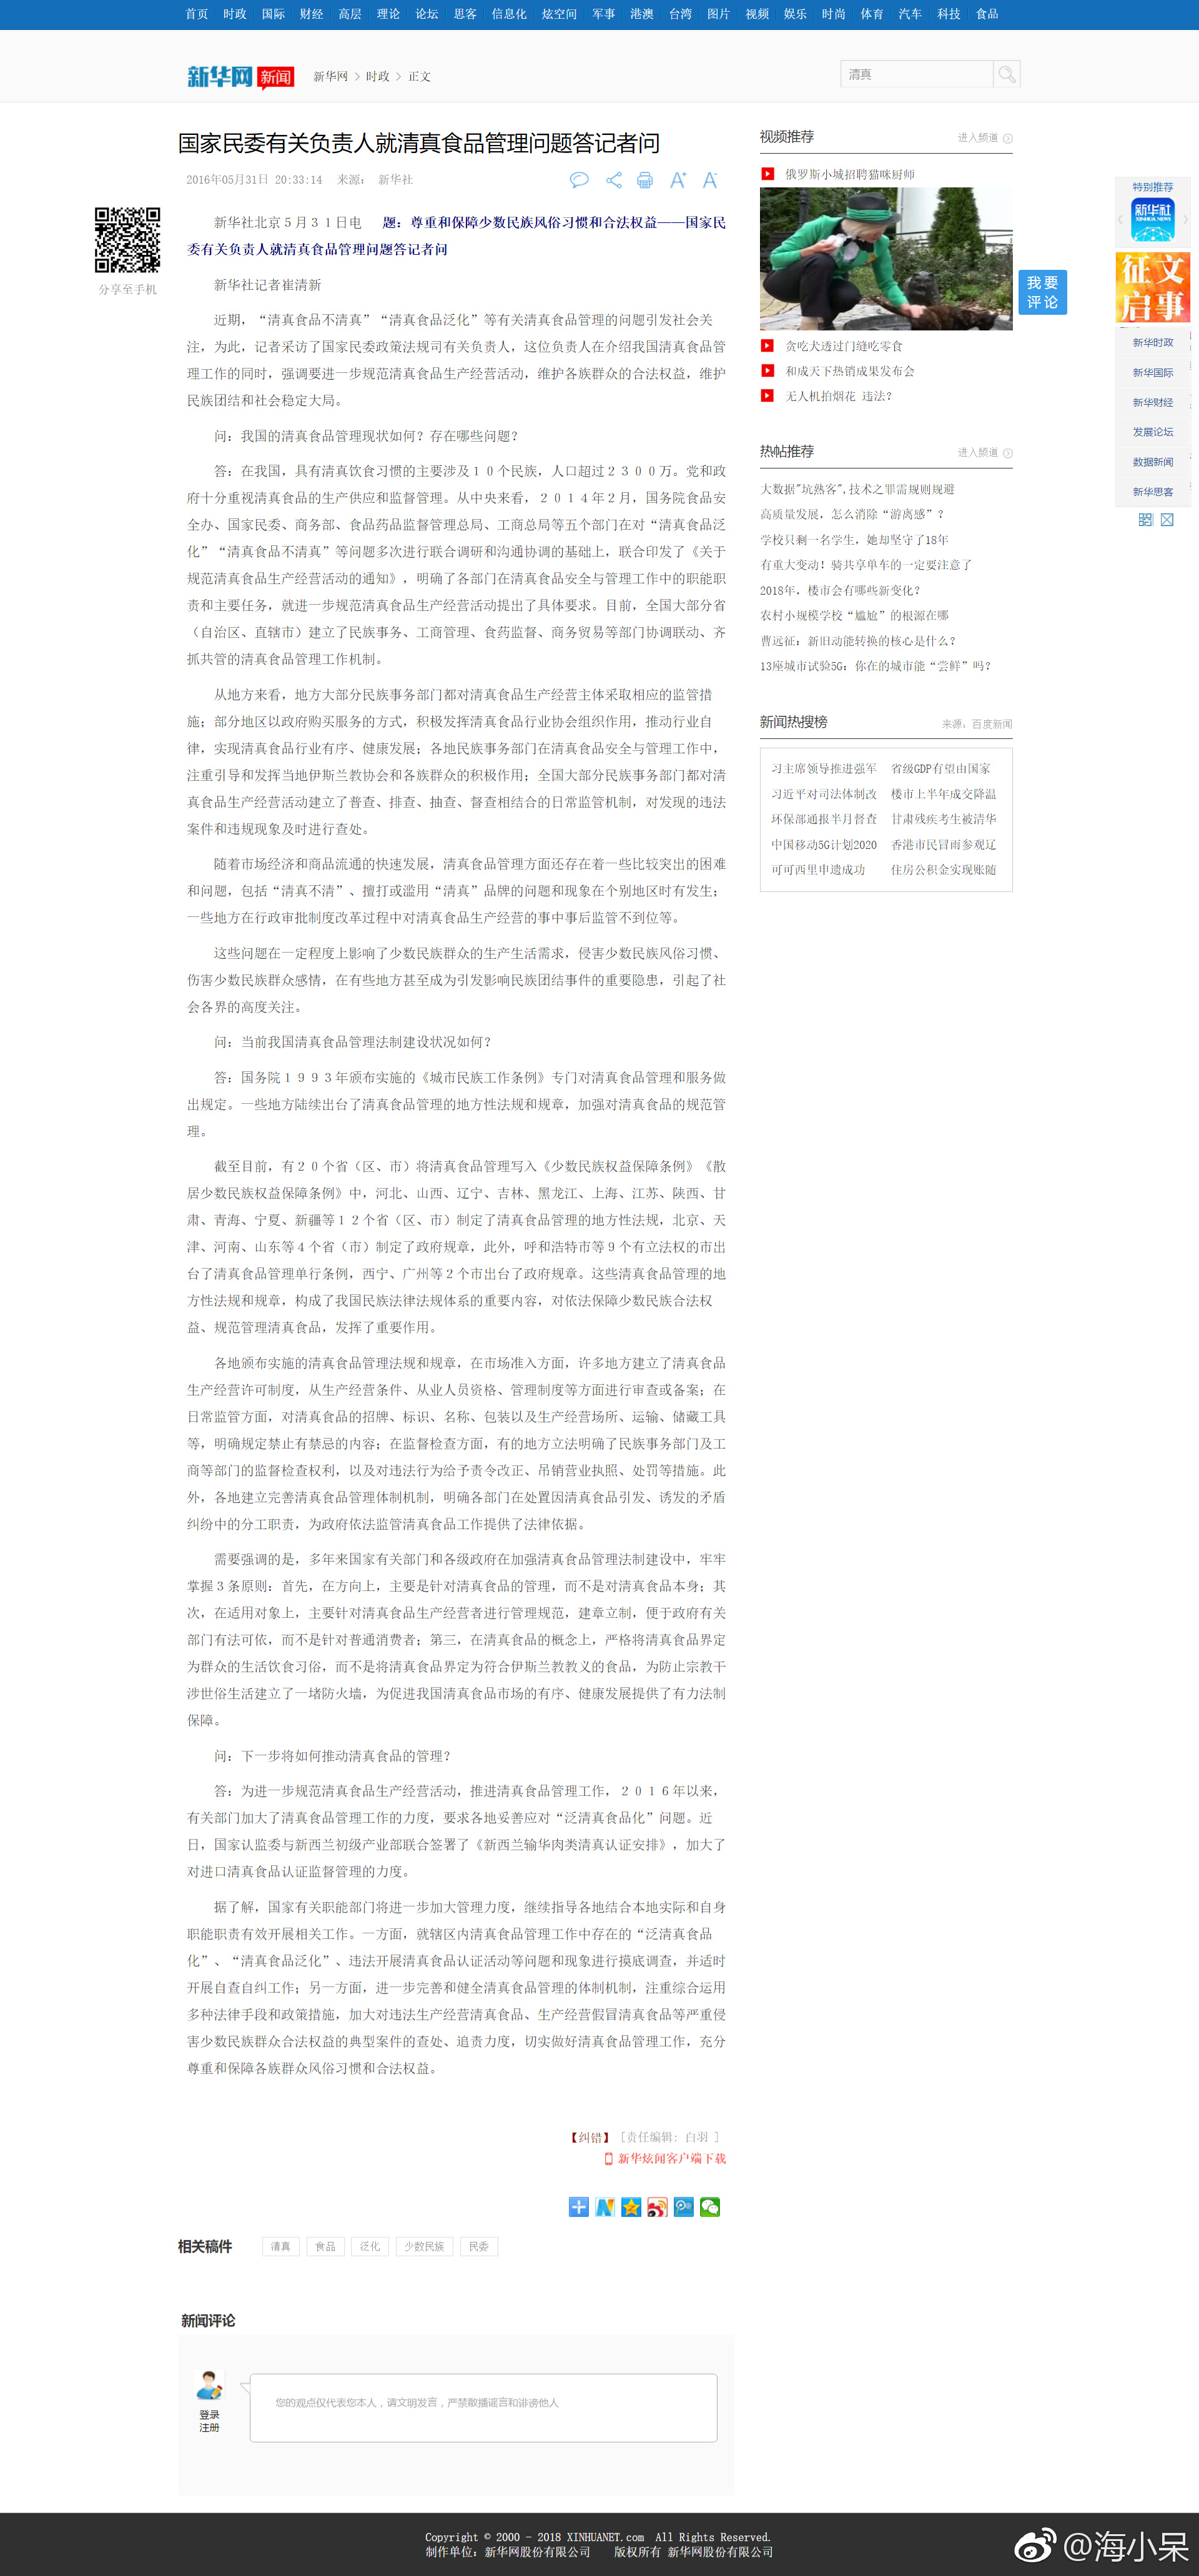 首页 时政 国际 财经 高层 理论 论坛 思客 信息化 炫空间 军事 港澳 台湾 图片 视频 娱乐 时尚 体育 汽车 科技 食品
新华网 新闻 新华网 > 时政 > 正文
清真
国家民委有关负责人就清真食品管理问题答记者问
2016年05月31日 20:33:14 来源： 新华社
分享至手机
新华社北京５月３１日电 题：尊重和保障少数民族风俗习惯和合法权益——国家民
委有关负责人就清真食品管理问题答记者问
新华社记者崔清新
近期，“清真食品不清真”“清真食品泛化”等有关清真食品管理的问题引发社会关
注，为此，记者采访了国家民委政策法规司有关负责人，这位负责人在介绍我国清真食品管
理工作的同时，强调要进一步规范清真食品生产经营活动，维护各族群众的合法权益，维护
民族团结和社会稳定大局。
问：我国的清真食品管理现状如何？存在哪些问题？
答：在我国，具有清真饮食习惯的主要涉及１０个民族，人口超过２３００万。党和政
府十分重视清真食品的生产供应和监督管理。从中央来看，２０１４年２月，国务院食品安
全办、国家民委、商务部、食品药品监督管理总局、工商总局等五个部门在对“清真食品泛
化”“清真食品不清真”等问题多次进行联合调研和沟通协调的基础上，联合印发了《关于
规范清真食品生产经营活动的通知》，明确了各部门在清真食品安全与管理工作中的职能职
责和主要任务，就进一步规范清真食品生产经营活动提出了具体要求。目前，全国大部分省
（自治区、直辖市）建立了民族事务、工商管理、食药监督、商务贸易等部门协调联动、齐
抓共管的清真食品管理工作机制。
从地方来看，地方大部分民族事务部门都对清真食品生产经营主体采取相应的监管措
施；部分地区以政府购买服务的方式，积极发挥清真食品行业协会组织作用，推动行业自
律，实现清真食品行业有序、健康发展；各地民族事务部门在清真食品安全与管理工作中，
注重引导和发挥当地伊斯兰教协会和各族群众的积极作用；全国大部分民族事务部门都对清
真食品生产经营活动建立了普查、排查、抽查、督查相结合的日常监管机制，对发现的违法
案件和违规现象及时进行查处。
随着市场经济和商品流通的快速发展，清真食品管理方面还存在着一些比较突出的困难
和问题，包括“清真不清”、擅打或滥用“清真”品牌的问题和现象在个别地区时有发生；
一些地方在行政审批制度改革过程中对清真食品生产经营的事中事后监管不到位等。
这些问题在一定程度上影响了少数民族群众的生产生活需求，侵害少数民族风俗习惯、
伤害少数民族群众感情，在有些地方甚至成为引发影响民族团结事件的重要隐患，引起了社
会各界的高度关注。
问：当前我国清真食品管理法制建设状况如何？
答：国务院１９９３年颁布实施的《城市民族工作条例》专门对清真食品管理和服务做
出规定。一些地方陆续出台了清真食品管理的地方性法规和规章，加强对清真食品的规范管
理。
截至目前，有２０个省（区、市）将清真食品管理写入《少数民族权益保障条例》《散
居少数民族权益保障条例》中，河北、山西、辽宁、吉林、黑龙江、上海、江苏、陕西、甘
肃、青海、宁夏、新疆等１２个省（区、市）制定了清真食品管理的地方性法规，北京、天
津、河南、山东等４个省（市）制定了政府规章，此外，呼和浩特市等９个有立法权的市出
台了清真食品管理单行条例，西宁、广州等２个市出台了政府规章。这些清真食品管理的地
方性法规和规章，构成了我国民族法律法规体系的重要内容，对依法保障少数民族合法权
益、规范管理清真食品，发挥了重要作用。
各地颁布实施的清真食品管理法规和规章，在市场准入方面，许多地方建立了清真食品
生产经营许可制度，从生产经营条件、从业人员资格、管理制度等方面进行审查或备案；在
日常监管方面，对清真食品的招牌、标识、名称、包装以及生产经营场所、运输、储藏工具
等，明确规定禁止有禁忌的内容；在监督检查方面，有的地方立法明确了民族事务部门及工
商等部门的监督检查权利，以及对违法行为给予责令改正、吊销营业执照、处罚等措施。此
外，各地建立完善清真食品管理体制机制，明确各部门在处置因清真食品引发、诱发的矛盾
纠纷中的分工职责，为政府依法监管清真食品工作提供了法律依据。
需要强调的是，多年来国家有关部门和各级政府在加强清真食品管理法制建设中，牢牢
掌握３条原则：首先，在方向上，主要是针对清真食品的管理，而不是对清真食品本身；其
次，在适用对象上，主要针对清真食品生产经营者进行管理规范，建章立制，便于政府有关
部门有法可依，而不是针对普通消费者；第三，在清真食品的概念上，严格将清真食品界定
为群众的生活饮食习俗，而不是将清真食品界定为符合伊斯兰教教义的食品，为防止宗教干
涉世俗生活建立了一堵防火墙，为促进我国清真食品市场的有序、健康发展提供了有力法制
保障。
问：下一步将如何推动清真食品的管理？
答：为进一步规范清真食品生产经营活动，推进清真食品管理工作，２０１６年以来，
有关部门加大了清真食品管理工作的力度，要求各地妥善应对“泛清真食品化”问题。近
日，国家认监委与新西兰初级产业部联合签署了《新西兰输华肉类清真认证安排》，加大了
对进口清真食品认证监督管理的力度。
据了解，国家有关职能部门将进一步加大管理力度，继续指导各地结合本地实际和自身
职能职责有效开展相关工作。一方面，就辖区内清真食品管理工作中存在的“泛清真食品
化”、“清真食品泛化”、违法开展清真食品认证活动等问题和现象进行摸底调查，并适时
开展自查自纠工作；另一方面，进一步完善和健全清真食品管理的体制机制，注重综合运用
多种法律手段和政策措施，加大对违法生产经营清真食品、生产经营假冒清真食品等严重侵
害少数民族群众合法权益的典型案件的查处、追责力度，切实做好清真食品管理工作，充分
尊重和保障各族群众风俗习惯和合法权益。
【纠错】 [责任编辑：白羽 ]
新华炫闻客户端下载
相关稿件 清真 食品 泛化 少数民族 民委
新闻评论
登录
注册
您的观点仅代表您本人，请文明发言，严禁散播谣言和诽谤他人
视频推荐 进入频道
俄罗斯小城招聘猫咪厨师
贪吃犬透过门缝吃零食
和成天下热销成果发布会
无人机拍烟花 违法？
热帖推荐 进入频道
大数据"坑熟客",技术之罪需规则规避
高质量发展，怎么消除“游离感”？
学校只剩一名学生，她却坚守了18年
有重大变动！骑共享单车的一定要注意了
2018年，楼市会有哪些新变化？
农村小规模学校“尴尬”的根源在哪
曹远征：新旧动能转换的核心是什么？
13座城市试验5G：你在的城市能“尝鲜”吗？
新闻热搜榜 来源：百度新闻
习主席领导推进强军 省级GDP有望由国家
习近平对司法体制改 楼市上半年成交降温
环保部通报半月督查 甘肃残疾考生被清华
中国移动5G计划2020 香港市民冒雨参观辽
可可西里申遗成功 住房公积金实现账随
我要
评论
特别推荐
新华社
XINHUA NEWS
征文
启事
新华时政
新华国际
新华财经
发展论坛
数据新闻
新华思客
Copyright © 2000 - 2018 XINHUANET.com All Rights Reserved.
制作单位：新华网股份有限公司 版权所有 新华网股份有限公司
@海小呆